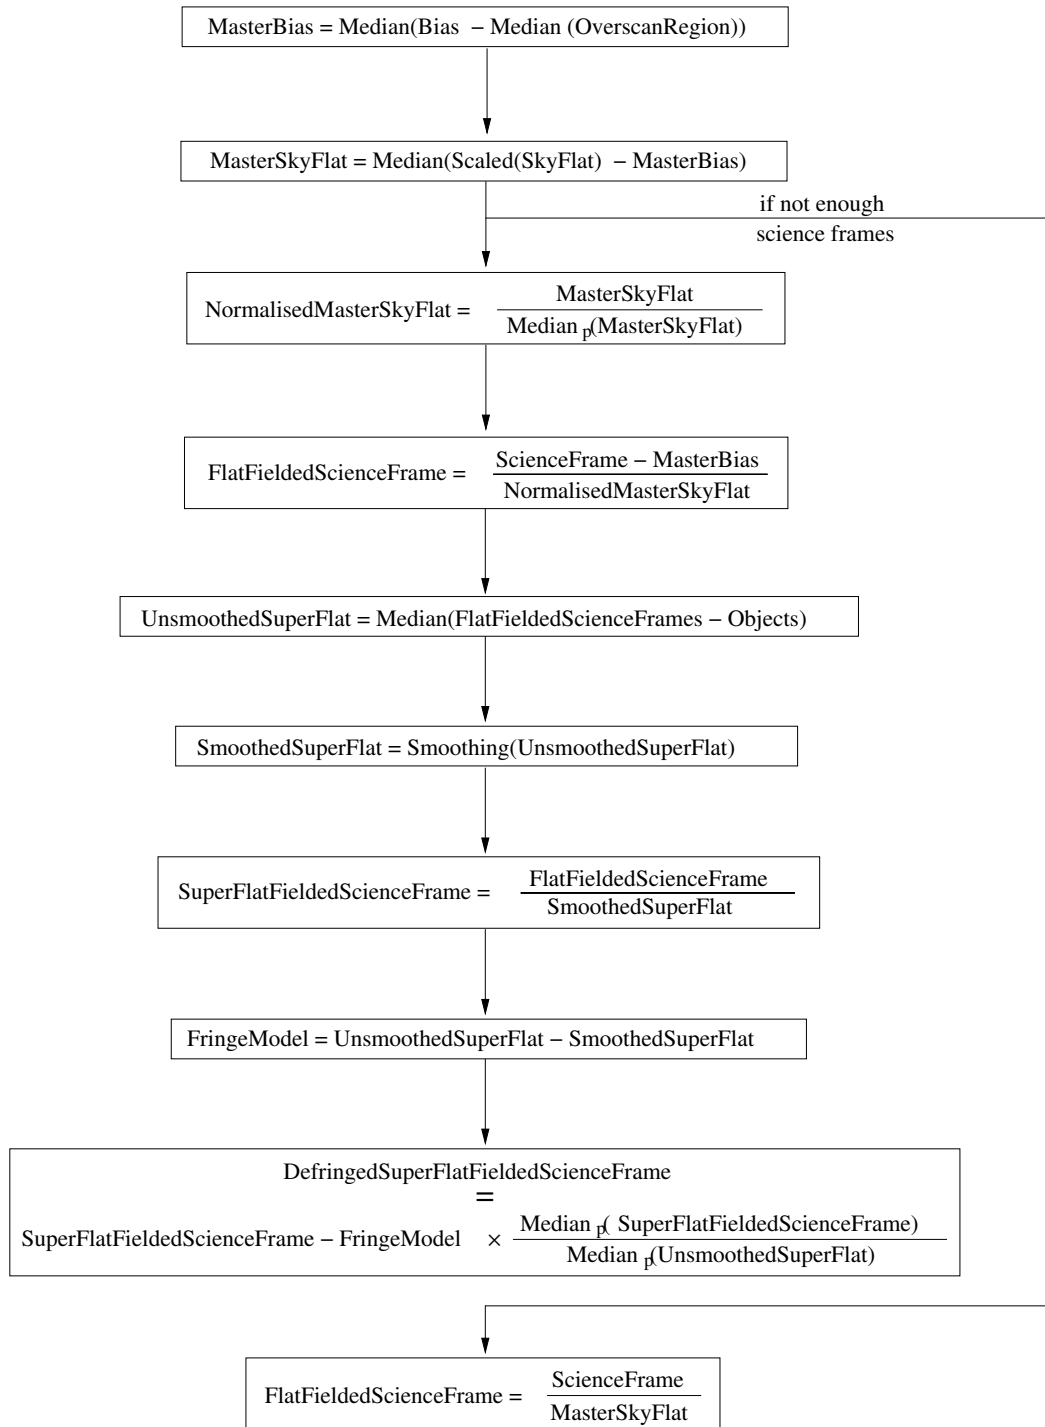 MasterBias = Median(Bias − Median (OverscanRegion))
MasterSkyFlat = Median(Scaled(SkyFlat) − MasterBias)
if not enough
science frames
NormalisedMasterSkyFlat = MasterSkyFlat
Median p(MasterSkyFlat)
FlatFieldedScienceFrame = ScienceFrame − MasterBias
NormalisedMasterSkyFlat
UnsmoothedSuperFlat = Median(FlatFieldedScienceFrames − Objects)
SmoothedSuperFlat = Smoothing(UnsmoothedSuperFlat)
SuperFlatFieldedScienceFrame = FlatFieldedScienceFrame
SmoothedSuperFlat
FringeModel = UnsmoothedSuperFlat − SmoothedSuperFlat
DefringedSuperFlatFieldedScienceFrame
=
SuperFlatFieldedScienceFrame − FringeModel × Median p( SuperFlatFieldedScienceFrame)
Median p(UnsmoothedSuperFlat)
FlatFieldedScienceFrame = ScienceFrame
MasterSkyFlat